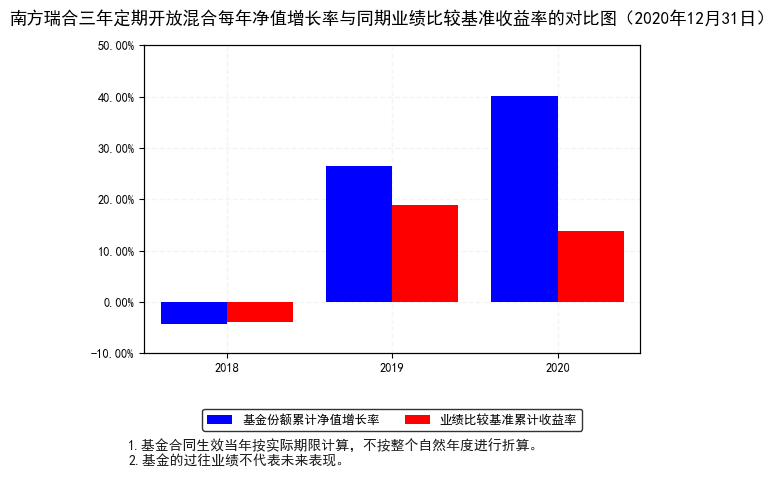 南方瑞合三年定期开放混合每年净值增长率与同期业绩比较基准收益率的对比图（2020年12月31日）
50.00%
40.00%
30.00%
20.00%
10.00%
0.00%
-10.00%
2018 2019 2020
基金份额累计净值增长率 业绩比较基准累计收益率
1.基金合同生效当年按实际期限计算，不按整个自然年度进行折算。
2.基金的过往业绩不代表未来表现。